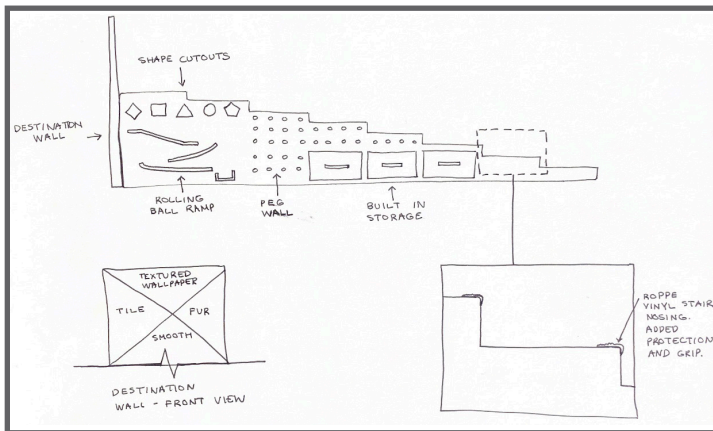 SHAPE CUTOUTS
DESTINATION
WALL
ROLLING
BALL RAMP
PEG
WALL
BUILT IN
STORAGE
TEXTURED
WALLPAPER
TILE
FUR
SMOOTH
DESTINATION
WALL - FRONT VIEW
ROPPE
VINYL STAIR
NOSING.
ADDED
PROTECTION
AND GRIP.